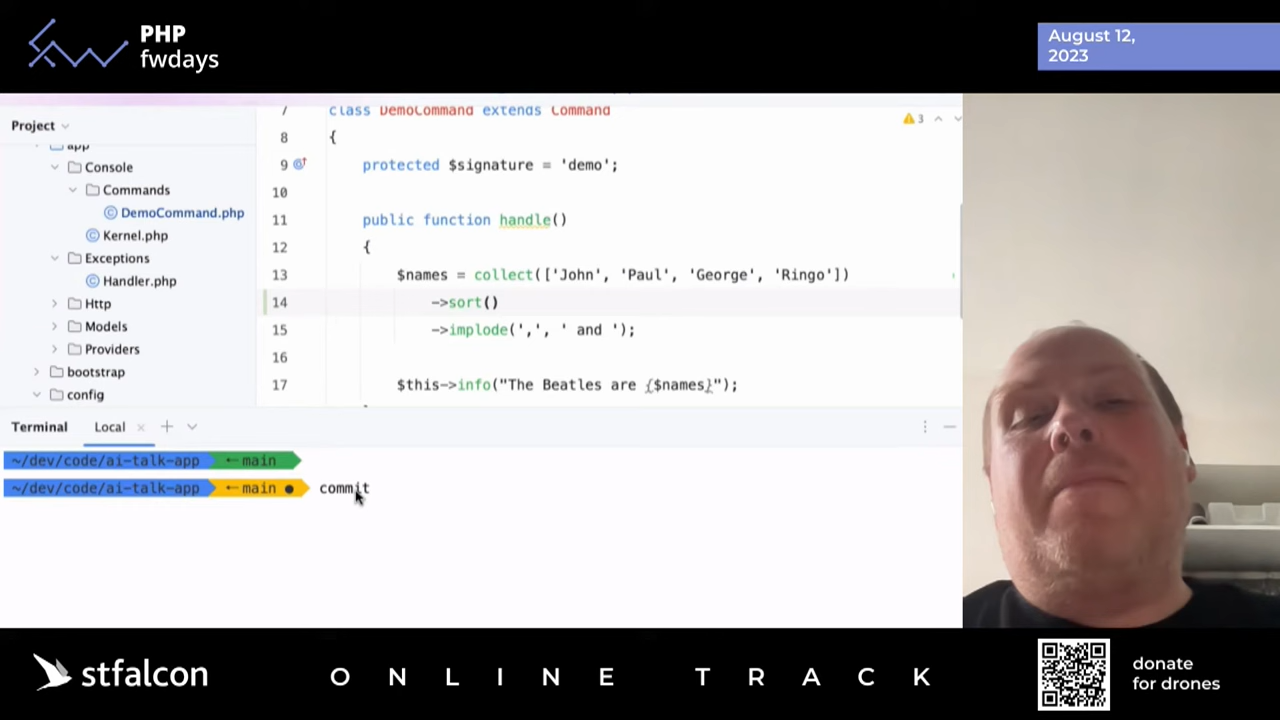 PHP
fwdays
August 12,
2023
Project
app
Console
Commands
DemoCommand.php
Kernel.php
Exceptions
Handler.php
Http
Models
Providers
bootstrap
config
7 class DemoCommand extends Command
8 {
9 protected $signature = 'demo';
10
11 public function handle()
12 {
13 $names = collect(['John', 'Paul', 'George', 'Ringo'])
14 ->sort()
15 ->implode(',', ' and ');
16
17 $this->info("The Beatles are {$names}");
3
Terminal Local
~/dev/code/ai-talk-app main
~/dev/code/ai-talk-app main ● commit
stfalcon
ONLINE TRACK
donate
for drones